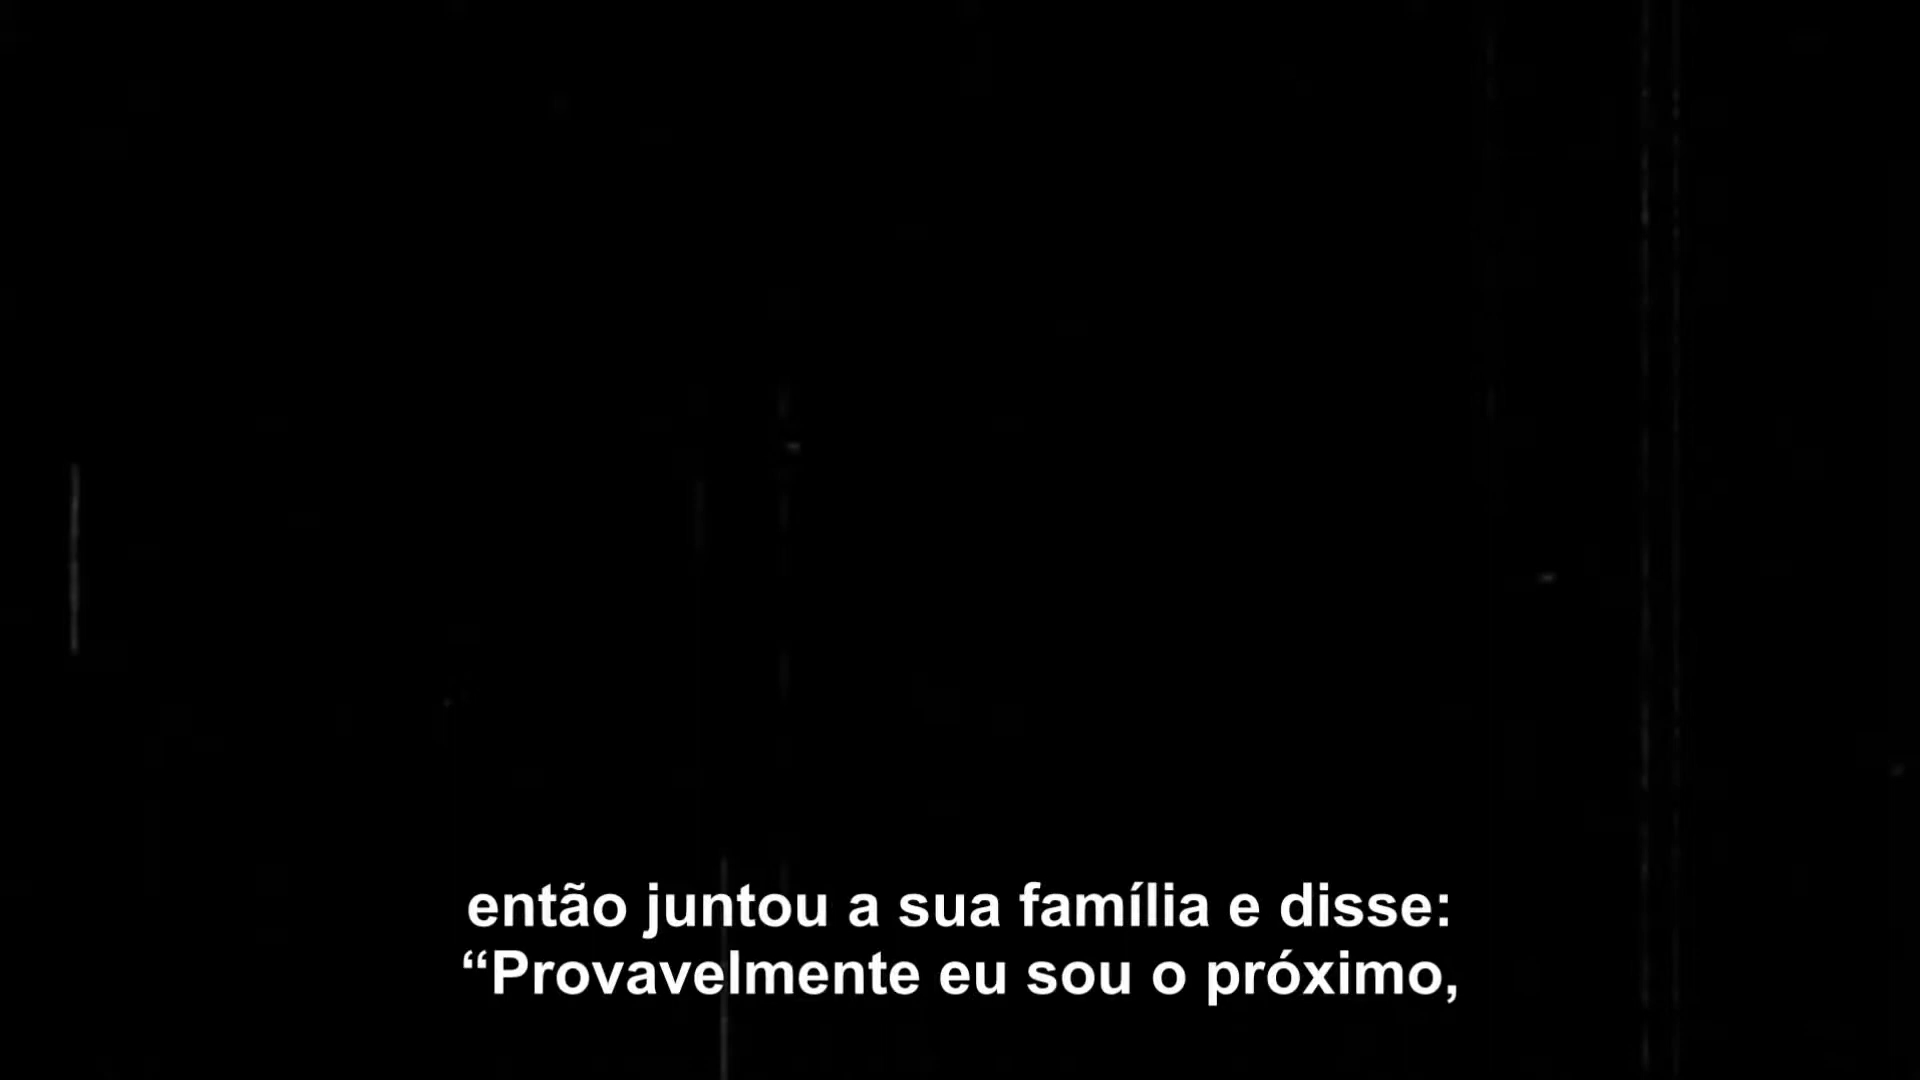 então juntou a sua família e disse:
“Provavelmente eu sou o próximo,